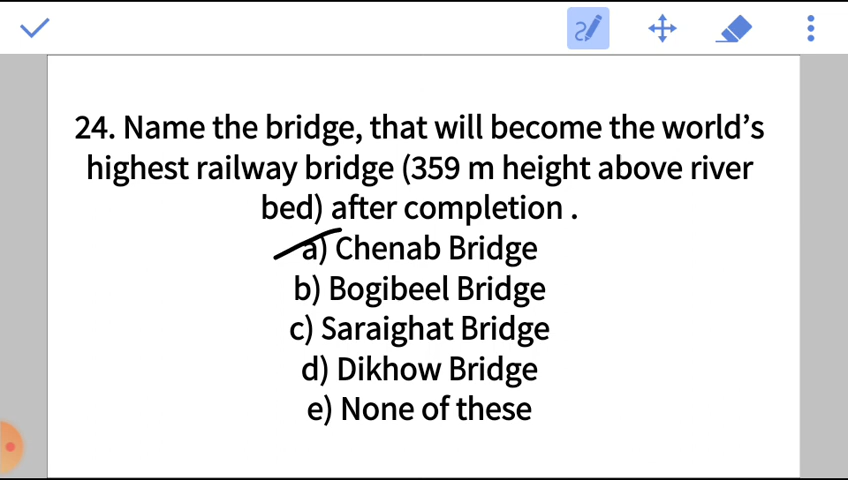 24. Name the bridge, that will become the world’s
highest railway bridge (359 m height above river
bed) after completion .
a) Chenab Bridge
b) Bogibeel Bridge
c) Saraighat Bridge
d) Dikhow Bridge
e) None of these